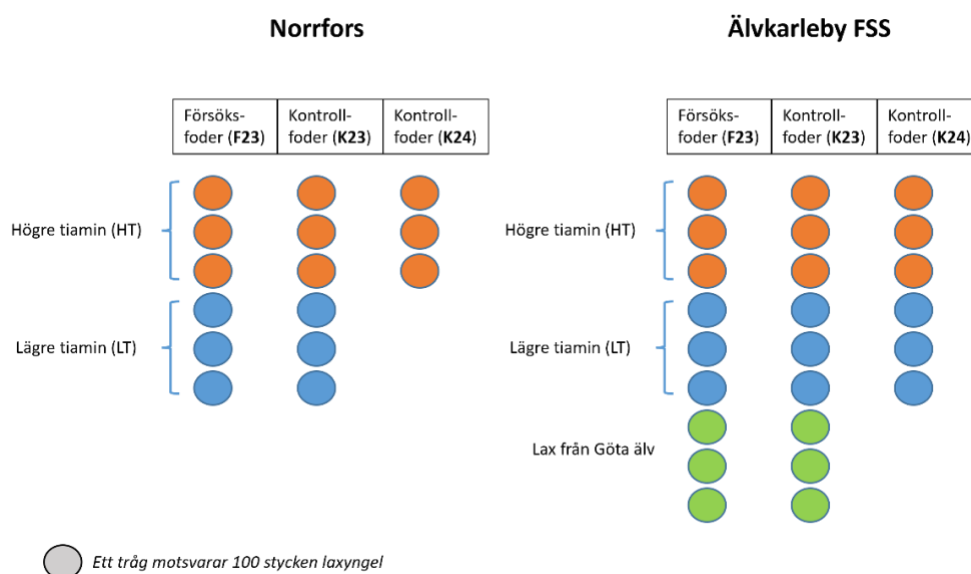 Norrfors
Älvkarleby FSS
Försöks-
foder (F23)
Kontroll-
foder (K23)
Kontroll-
foder (K24)
Försöks-
foder (F23)
Kontroll-
foder (K23)
Kontroll-
foder (K24)
Högre tiamin (HT)
Högre tiamin (HT)
Lägre tiamin (LT)
Lägre tiamin (LT)
Lax från Göta älv
Ett tråg motsvarar 100 stycken laxyngel